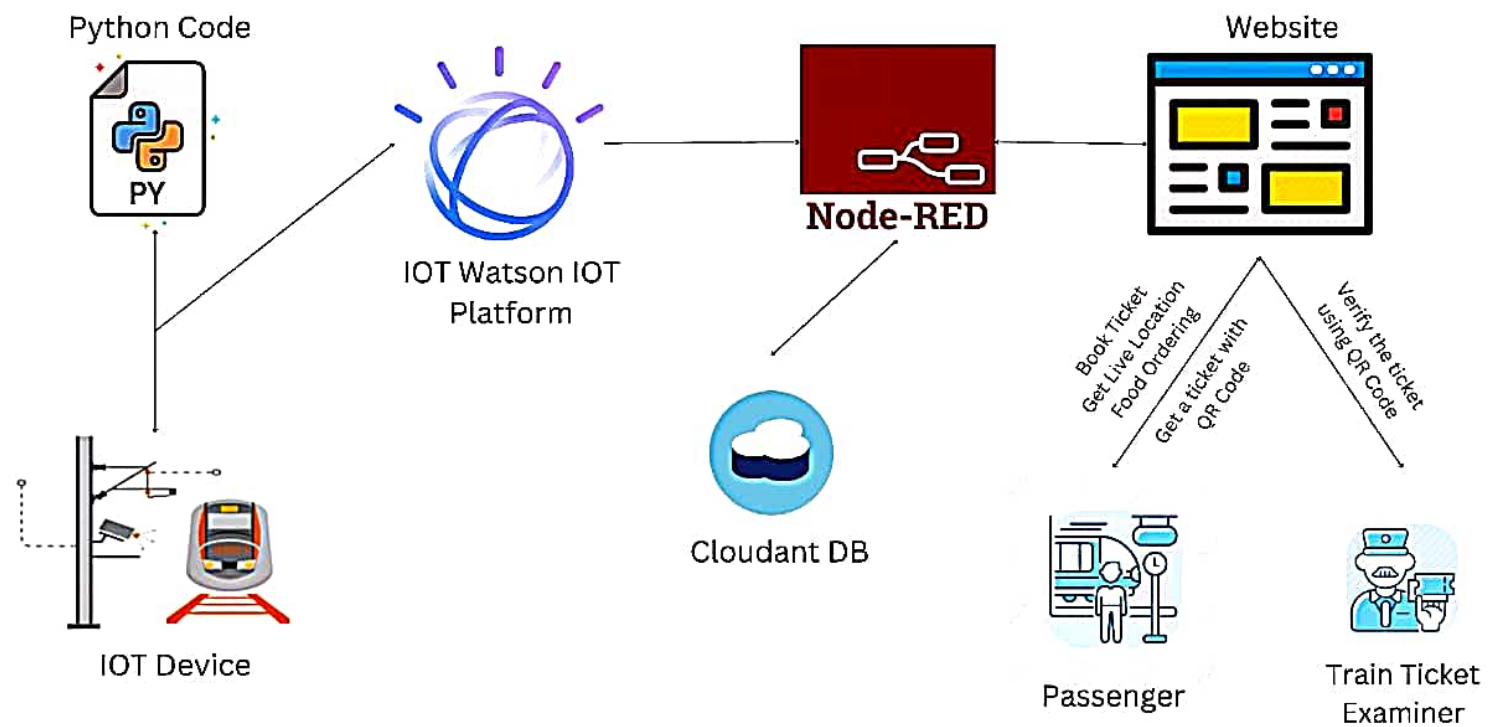 Python Code
PY
IOT Watson IOT
Platform
Node-RED
Website
Book Ticket
Get Live Location
Food Ordering
Get a ticket with
QR Code
Verify the ticket
using QR Code
Cloudant DB
IOT Device
Passenger
Train Ticket
Examiner